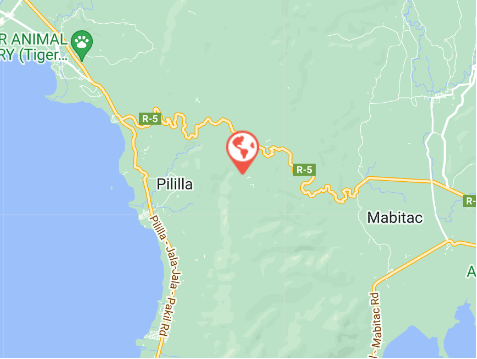 R ANIMAL
RY (Tiger...
R-5
R-5
Pililla
R-
Mabitac
Pililla - Jala-Jala - Pakil Rd
A
- Mabitac Rd